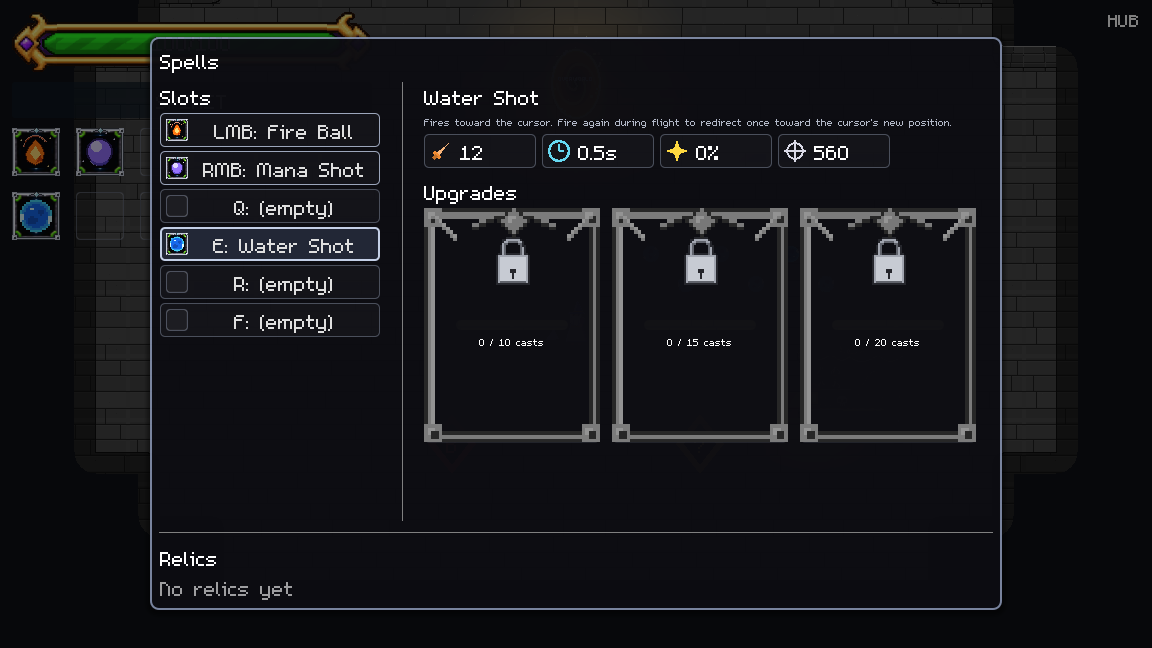 HUB
Spells
Slots
LMB: Fire Ball
RMB: Mana Shot
Q: (empty)
E: Water Shot
R: (empty)
F: (empty)
Water Shot
Fires toward the cursor. Fire again during flight to redirect once toward the cursor's new position.
12
0.5s
0%
560
Upgrades
0 / 10 casts
0 / 15 casts
0 / 20 casts
Relics
No relics yet